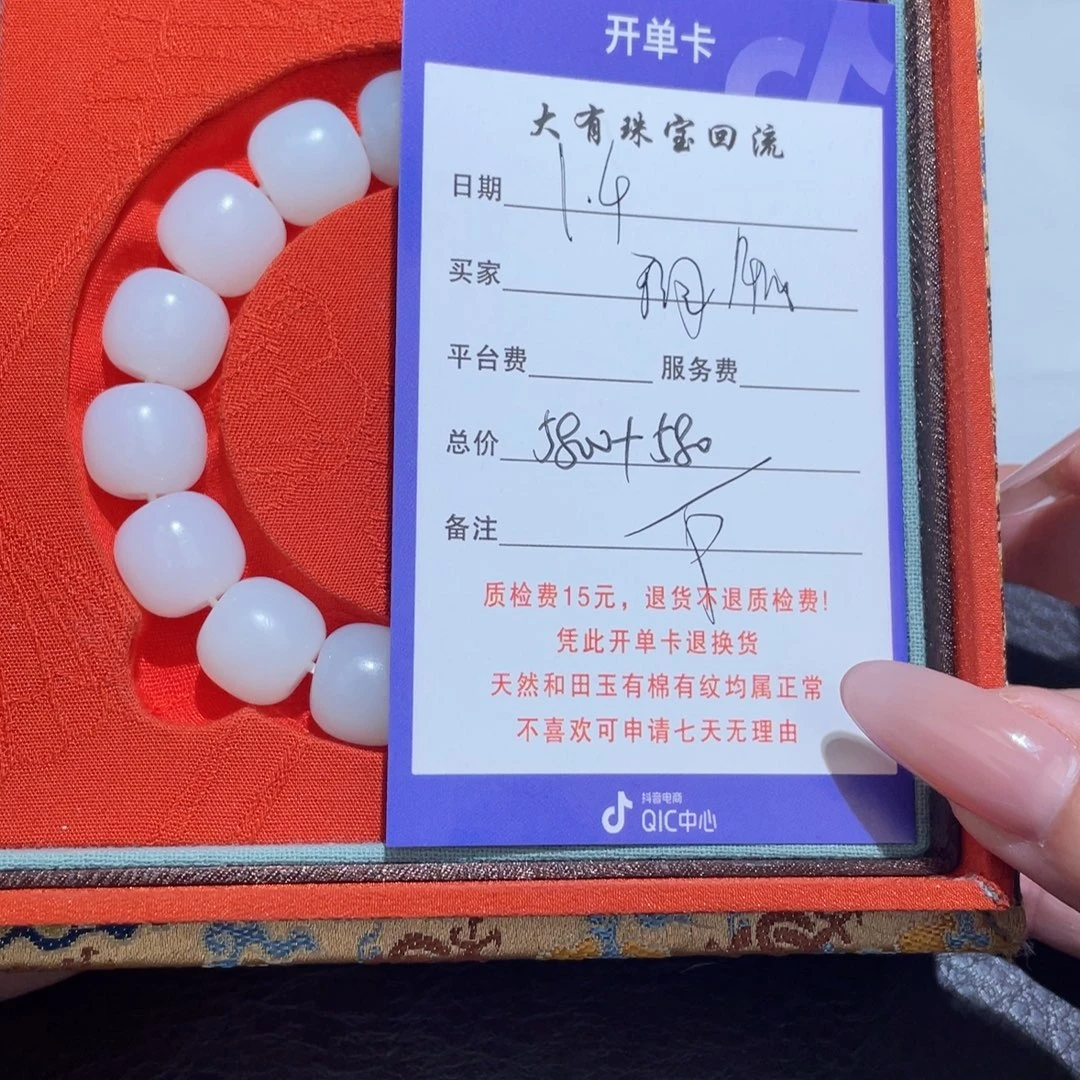 开单卡
大有珠宝回流
日期 1.4
买家
平台费 服务费
总价 5800+580
备注
质检费15元，退货不退质检费！
凭此开单卡退换货
天然和田玉有棉有纹均属正常
不喜欢可申请七天无理由
抖音电商
QIC中心